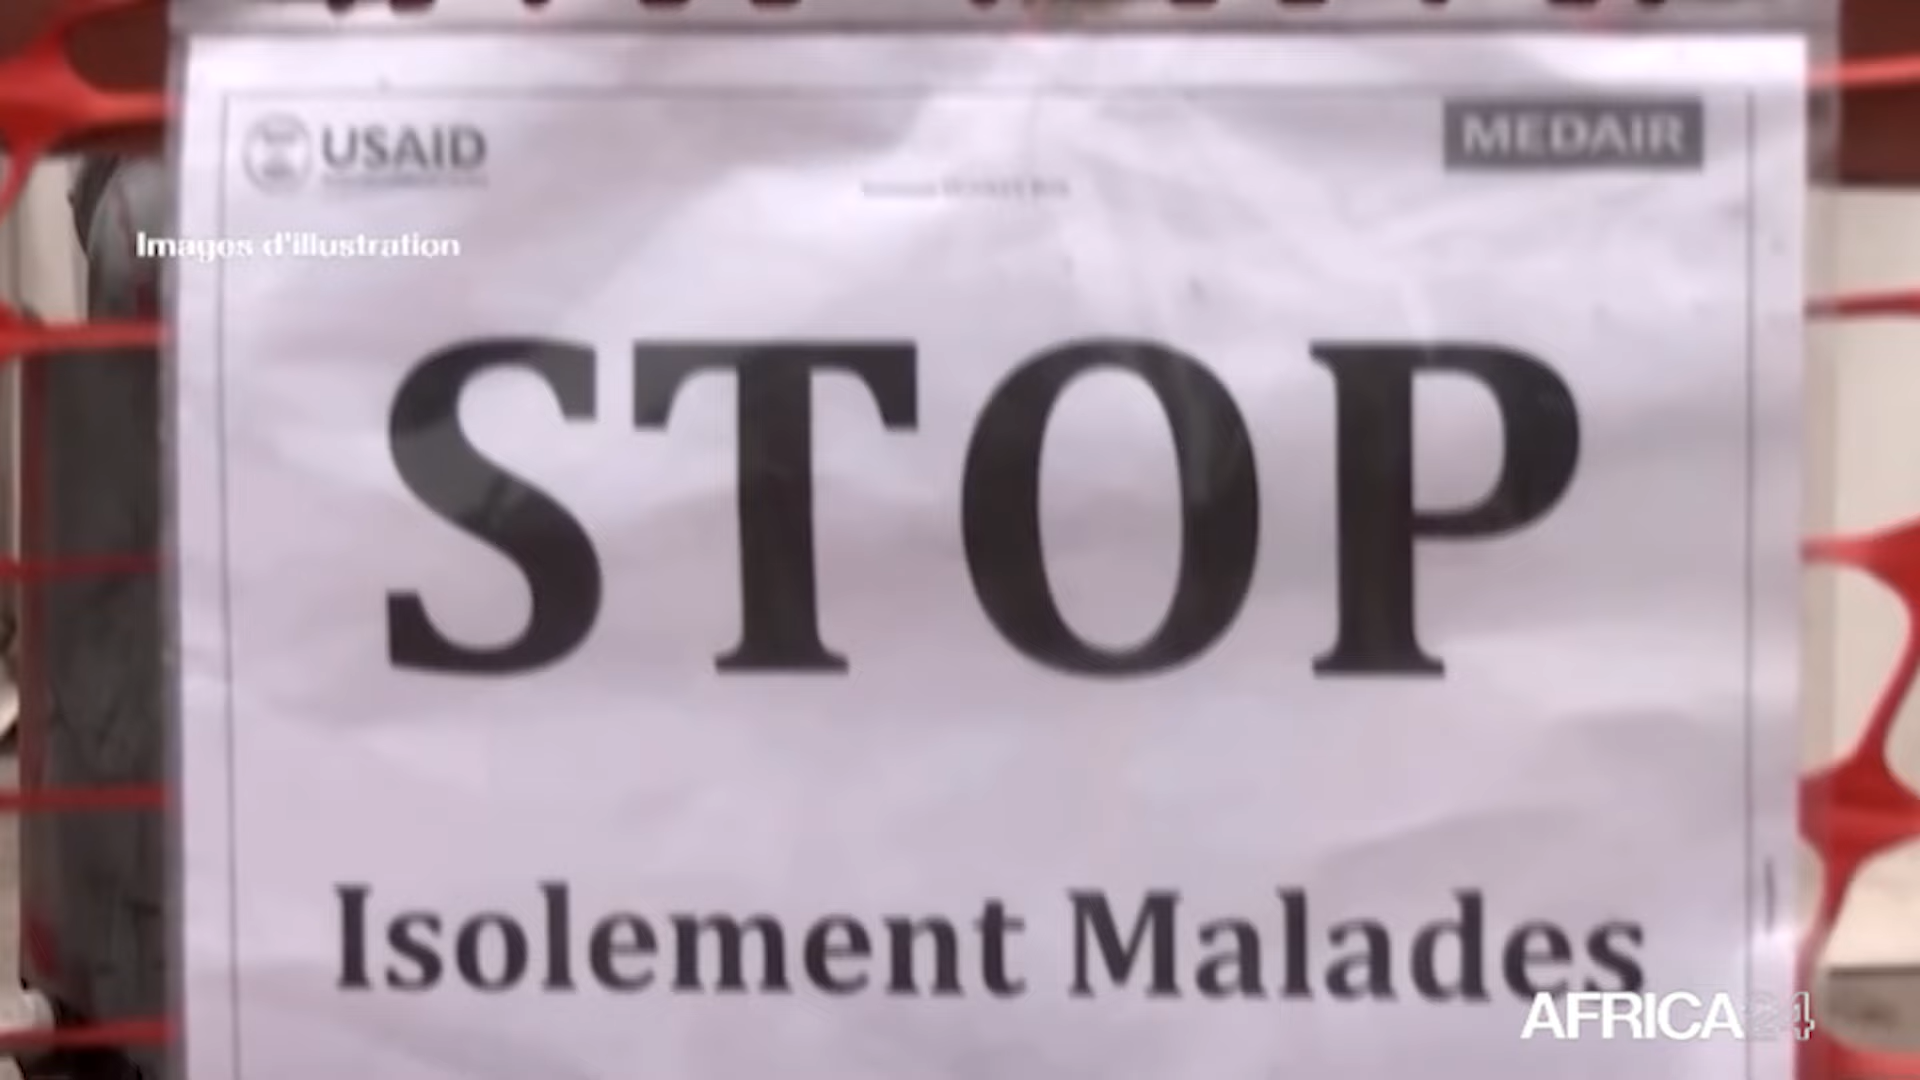 USAID
MEDAIR
Images d'illustration
STOP
Isolement Malades
AFRICA24